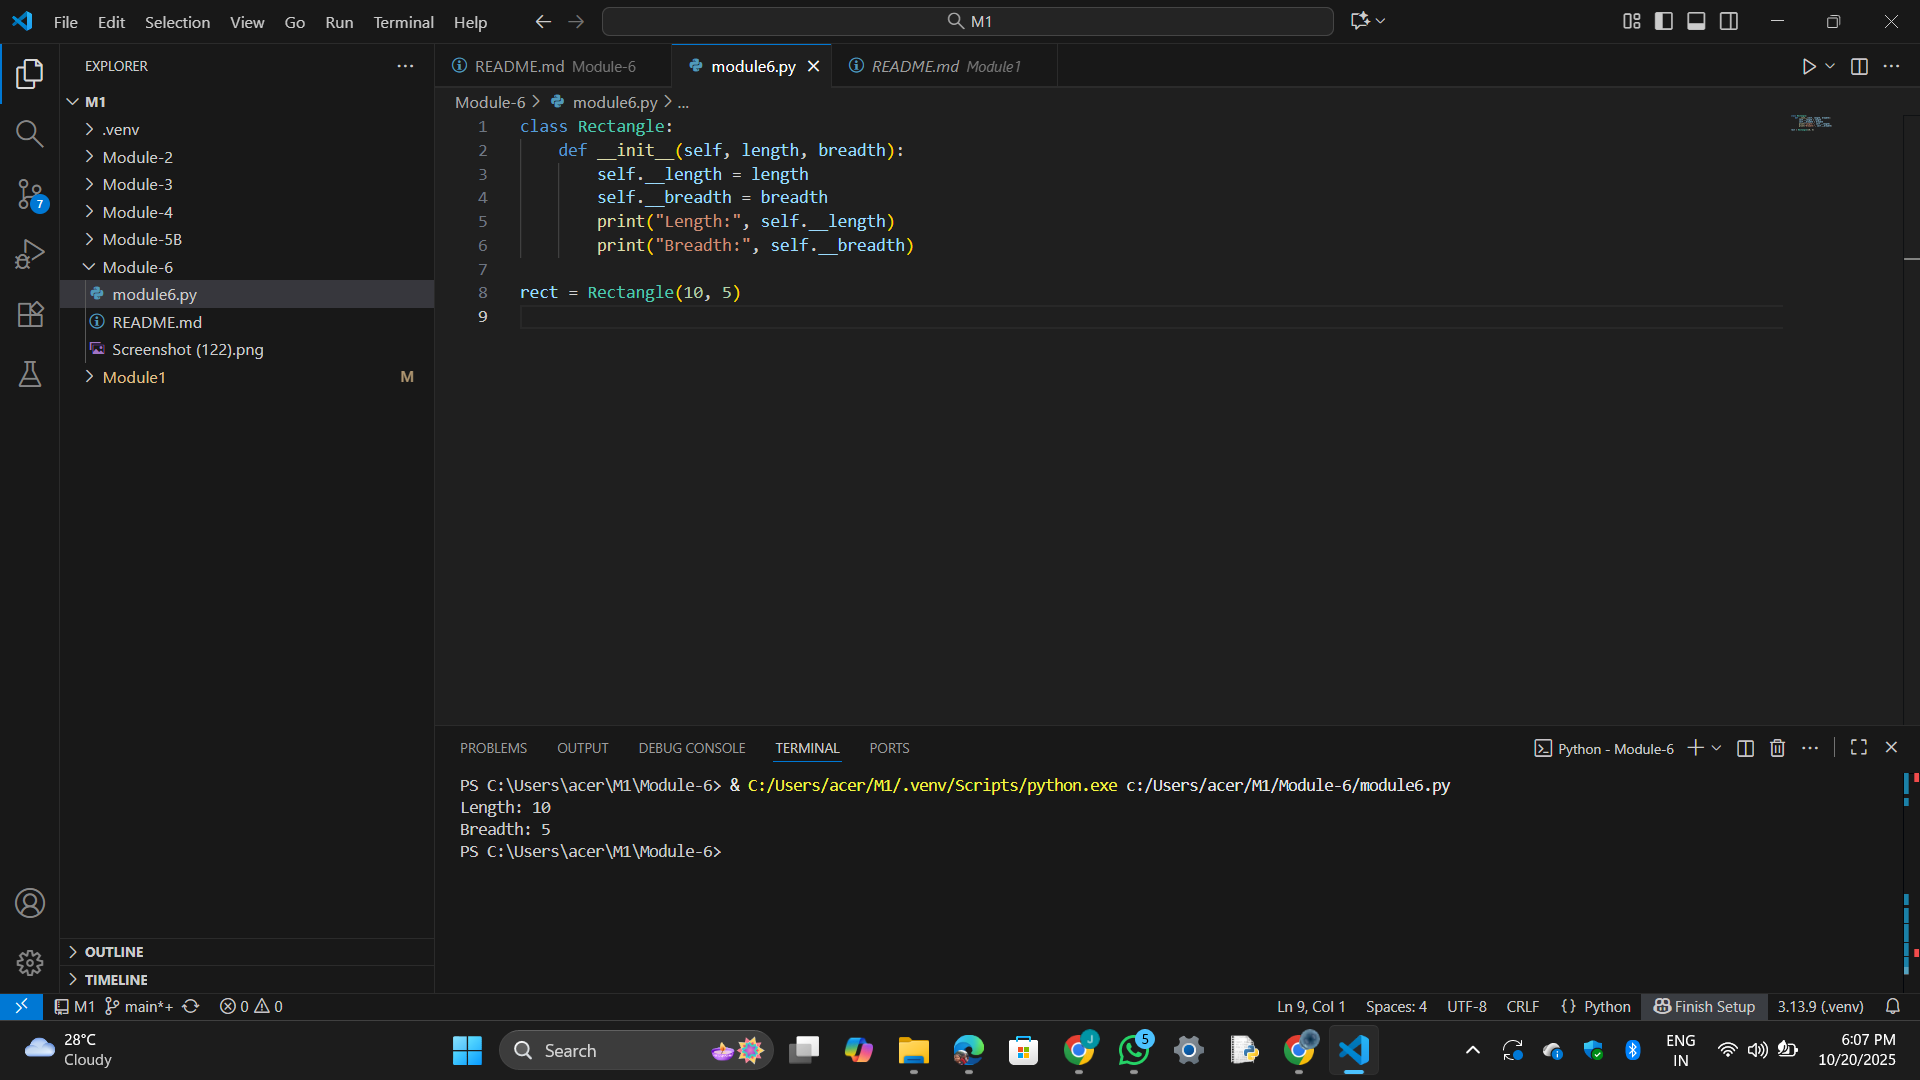 File Edit Selection View Go Run Terminal Help
M1
EXPLORER
M1
.venv
Module-2
Module-3
Module-4
Module-5B
Module-6
module6.py
README.md
Screenshot (122).png
Module1 M
OUTLINE
TIMELINE
7
README.md Module-6
module6.py
README.md Module1
Module-6 > module6.py > ...
1 class Rectangle:
2 def __init__(self, length, breadth):
3 self.__length = length
4 self.__breadth = breadth
5 print("Length:", self.__length)
6 print("Breadth:", self.__breadth)
7
8 rect = Rectangle(10, 5)
9
PROBLEMS OUTPUT DEBUG CONSOLE TERMINAL PORTS
Python - Module-6
PS C:\Users\acer\M1\Module-6> & C:/Users/acer/M1/.venv/Scripts/python.exe c:/Users/acer/M1/Module-6/module6.py
Length: 10
Breadth: 5
PS C:\Users\acer\M1\Module-6>
M1 main*+ 0 0
Ln 9, Col 1 Spaces: 4 UTF-8 CRLF {} Python Finish Setup 3.13.9 (.venv)
28°C
Cloudy
Search
J
5
ENG
IN
6:07 PM
10/20/2025